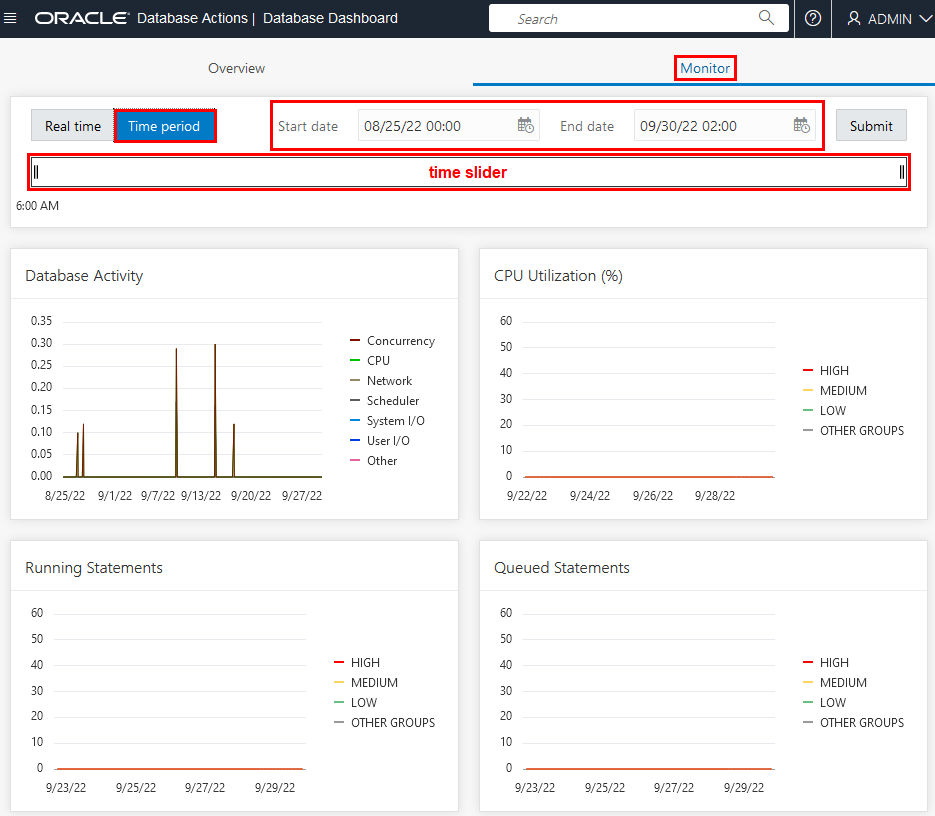 ORACLE Database Actions | Database Dashboard Search ADMIN
Overview Monitor
Real time Time period Start date 08/25/22 00:00 End date 09/30/22 02:00 Submit
time slider
6:00 AM
Database Activity
0.35
0.30
0.25
0.20
0.15
0.10
0.05
0.00
8/25/22 9/1/22 9/7/22 9/13/22 9/20/22 9/27/22
Concurrency
CPU
Network
Scheduler
System I/O
User I/O
Other
CPU Utilization (%)
60
50
40
30
20
10
0
9/22/22 9/24/22 9/26/22 9/28/22
HIGH
MEDIUM
LOW
OTHER GROUPS
Running Statements
60
50
40
30
20
10
0
9/23/22 9/25/22 9/27/22 9/29/22
HIGH
MEDIUM
LOW
OTHER GROUPS
Queued Statements
60
50
40
30
20
10
0
9/23/22 9/25/22 9/27/22 9/29/22
HIGH
MEDIUM
LOW
OTHER GROUPS